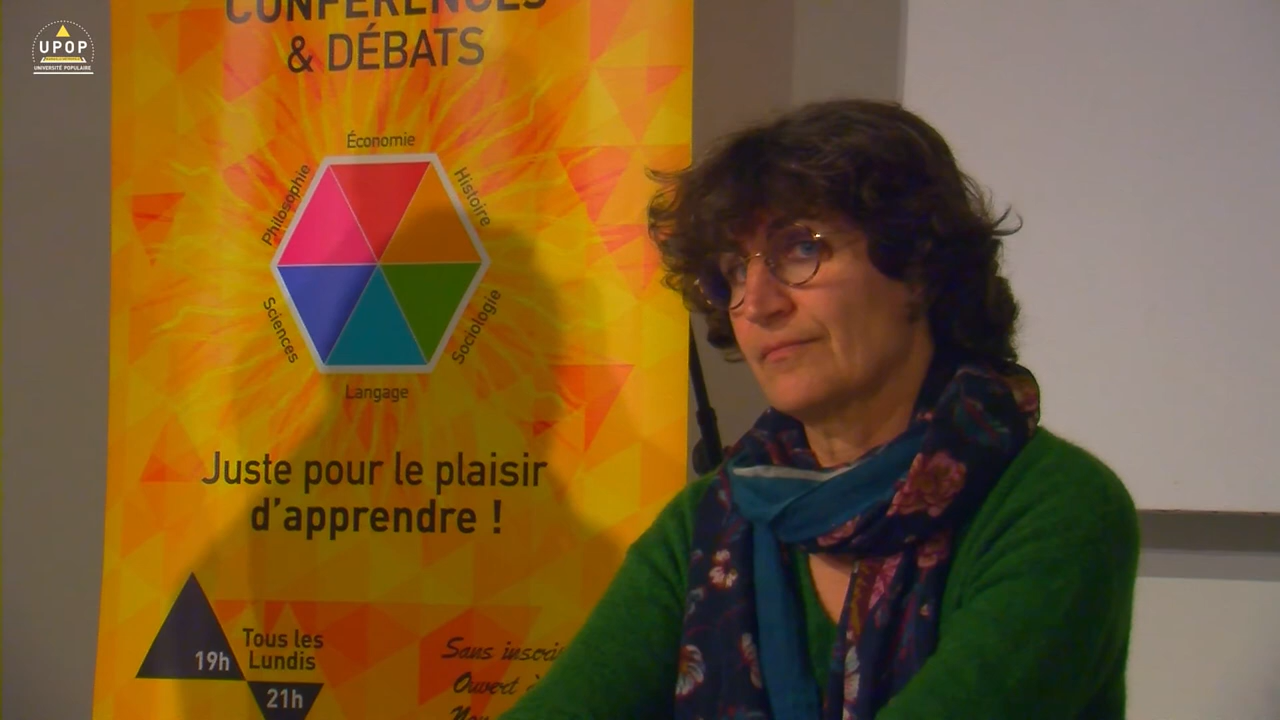 UPOP
UNIVERSITÉ POPULAIRE
CONFÉRENCES
& DÉBATS
Économie
Philosophie
Histoire
Sciences
Sociologie
Langage
Juste pour le plaisir
d'apprendre !
19h
Tous les
Lundis
21h
Sans
Ouvert